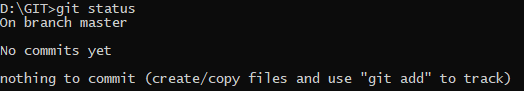 D:\GIT>git status
On branch master
No commits yet
nothing to commit (create/copy files and use "git add" to track)